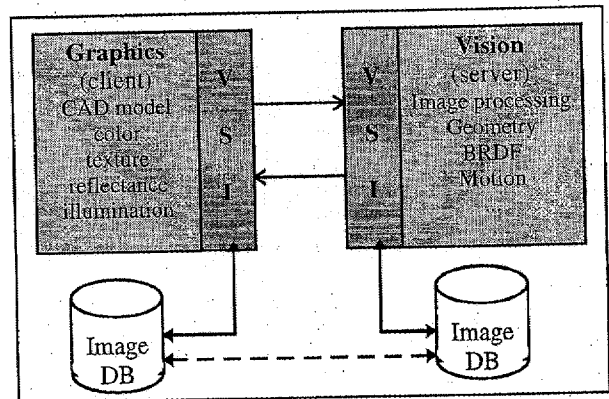 Graphics
(client)
CAD model
color
texture
reflectance
illumination
V
S
I
V
S
I
Vision
(server)
Image processing
Geometry
BRDF
Motion
Image
DB
Image
DB